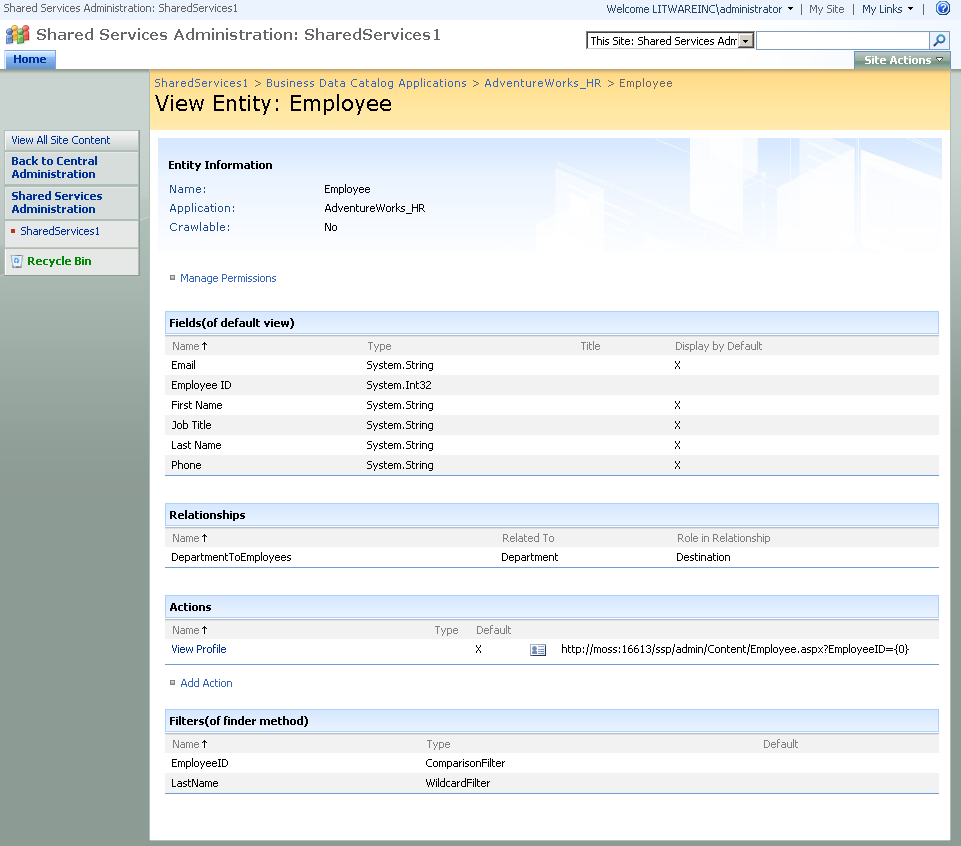 Shared Services Administration: SharedServices1
Welcome LITWAREINC\administrator | My Site | My Links |
Shared Services Administration: SharedServices1
This Site: Shared Services Adm
Home
Site Actions
SharedServices1 > Business Data Catalog Applications > AdventureWorks_HR > Employee
View Entity: Employee
View All Site Content
Back to Central
Administration
Shared Services
Administration
SharedServices1
Recycle Bin
Entity Information
Name: Employee
Application: AdventureWorks_HR
Crawlable: No
Manage Permissions
Fields(of default view)
Name Type Title Display by Default
Email System.String X
Employee ID System.Int32
First Name System.String X
Job Title System.String X
Last Name System.String X
Phone System.String X
Relationships
Name Related To Role in Relationship
DepartmentToEmployees Department Destination
Actions
Name Type Default
View Profile X http://moss:16613/ssp/admin/Content/Employee.aspx?EmployeeID={0}
Add Action
Filters(of finder method)
Name Type Default
EmployeeID ComparisonFilter
LastName WildcardFilter